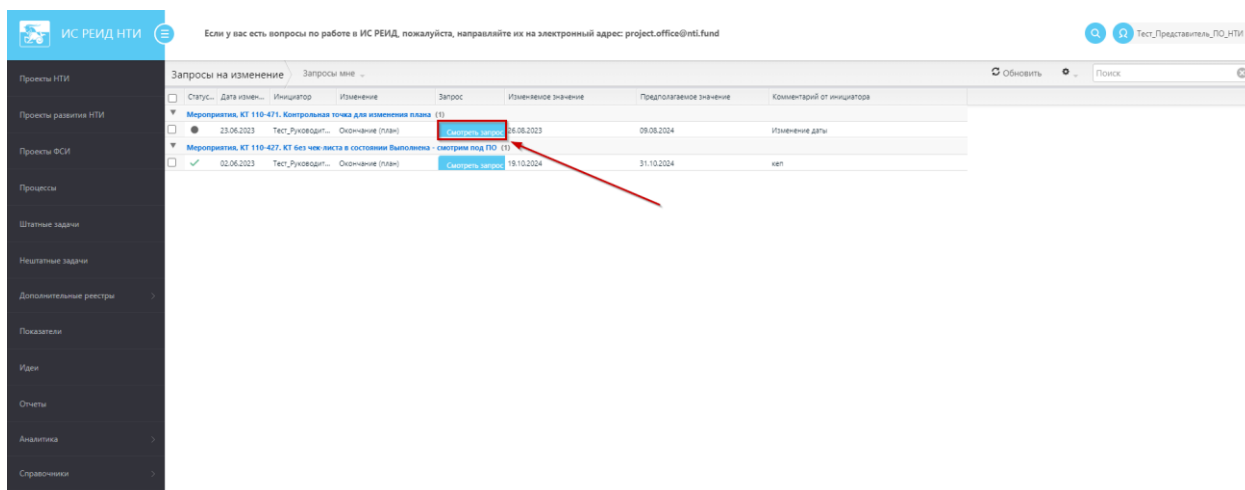 ИС РЕИД НТИ
Если у вас есть вопросы по работе в ИС РЕИД, пожалуйста, направляйте их на электронный адрес: project.office@nti.fund
Тест_Представитель_ПО_НТИ
Запросы на изменение Запросы мне
Обновить
Поиск
Статус... Дата измен... Инициатор Изменение Запрос Изменяемое значение Предполагаемое значение Комментарий от инициатора
Мероприятия, КТ 110-471. Контрольная точка для изменения плана (1)
23.06.2023 Тест_Руководит... Окончание (план) Смотреть запрос 26.08.2023 09.08.2024 Изменение даты
Мероприятия, КТ 110-427. КТ без чек-листа в состоянии Выполнена - смотрим под ПО (1)
02.06.2023 Тест_Руководит... Окончание (план) Смотреть запрос 19.10.2024 31.10.2024 кеп
Проекты НТИ
Проекты развития НТИ
Проекты ФСИ
Процессы
Штатные задачи
Нештатные задачи
Дополнительные реестры
Показатели
Идеи
Отчеты
Аналитика
Справочники